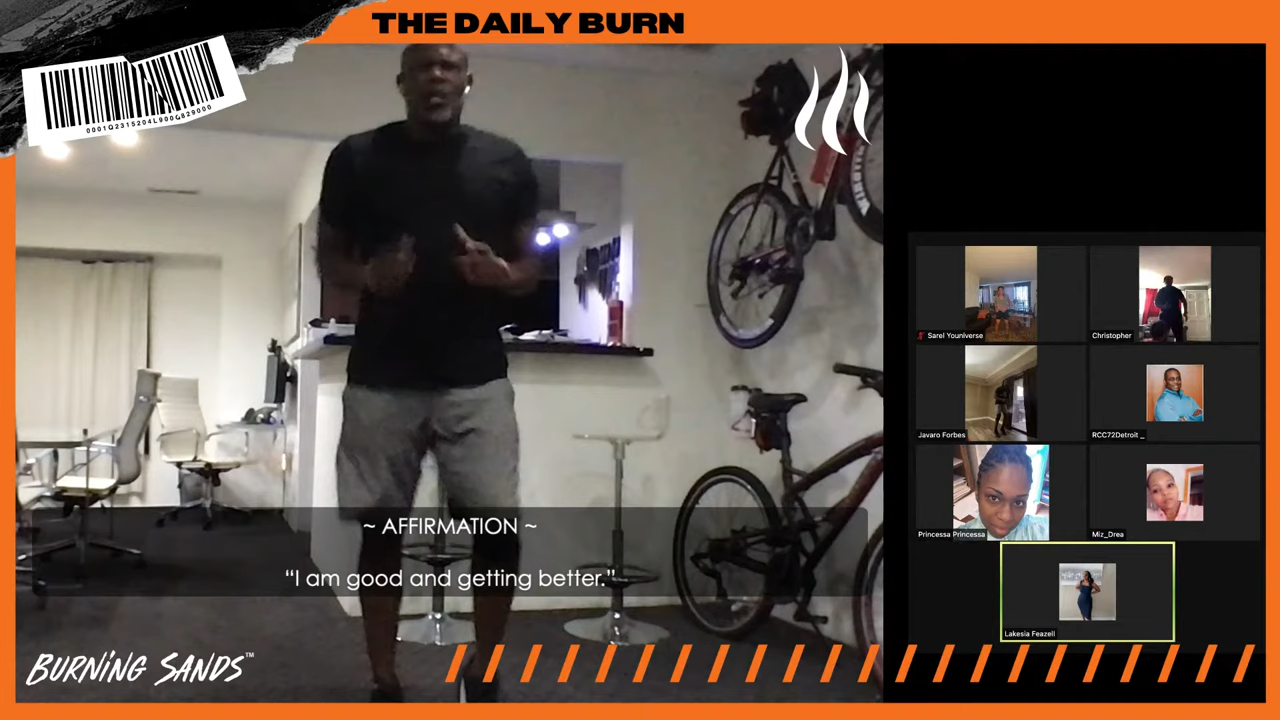 THE DAILY BURN
0001Q2315204L900G829000
~ AFFIRMATION ~
“I am good and getting better.”
BURNING SANDS™
Sarel Youniverse
Christopher
Javaro Forbes
RCC72Detroit _
Princessa Princessa
Miz_Drea
Lakesia Feazell